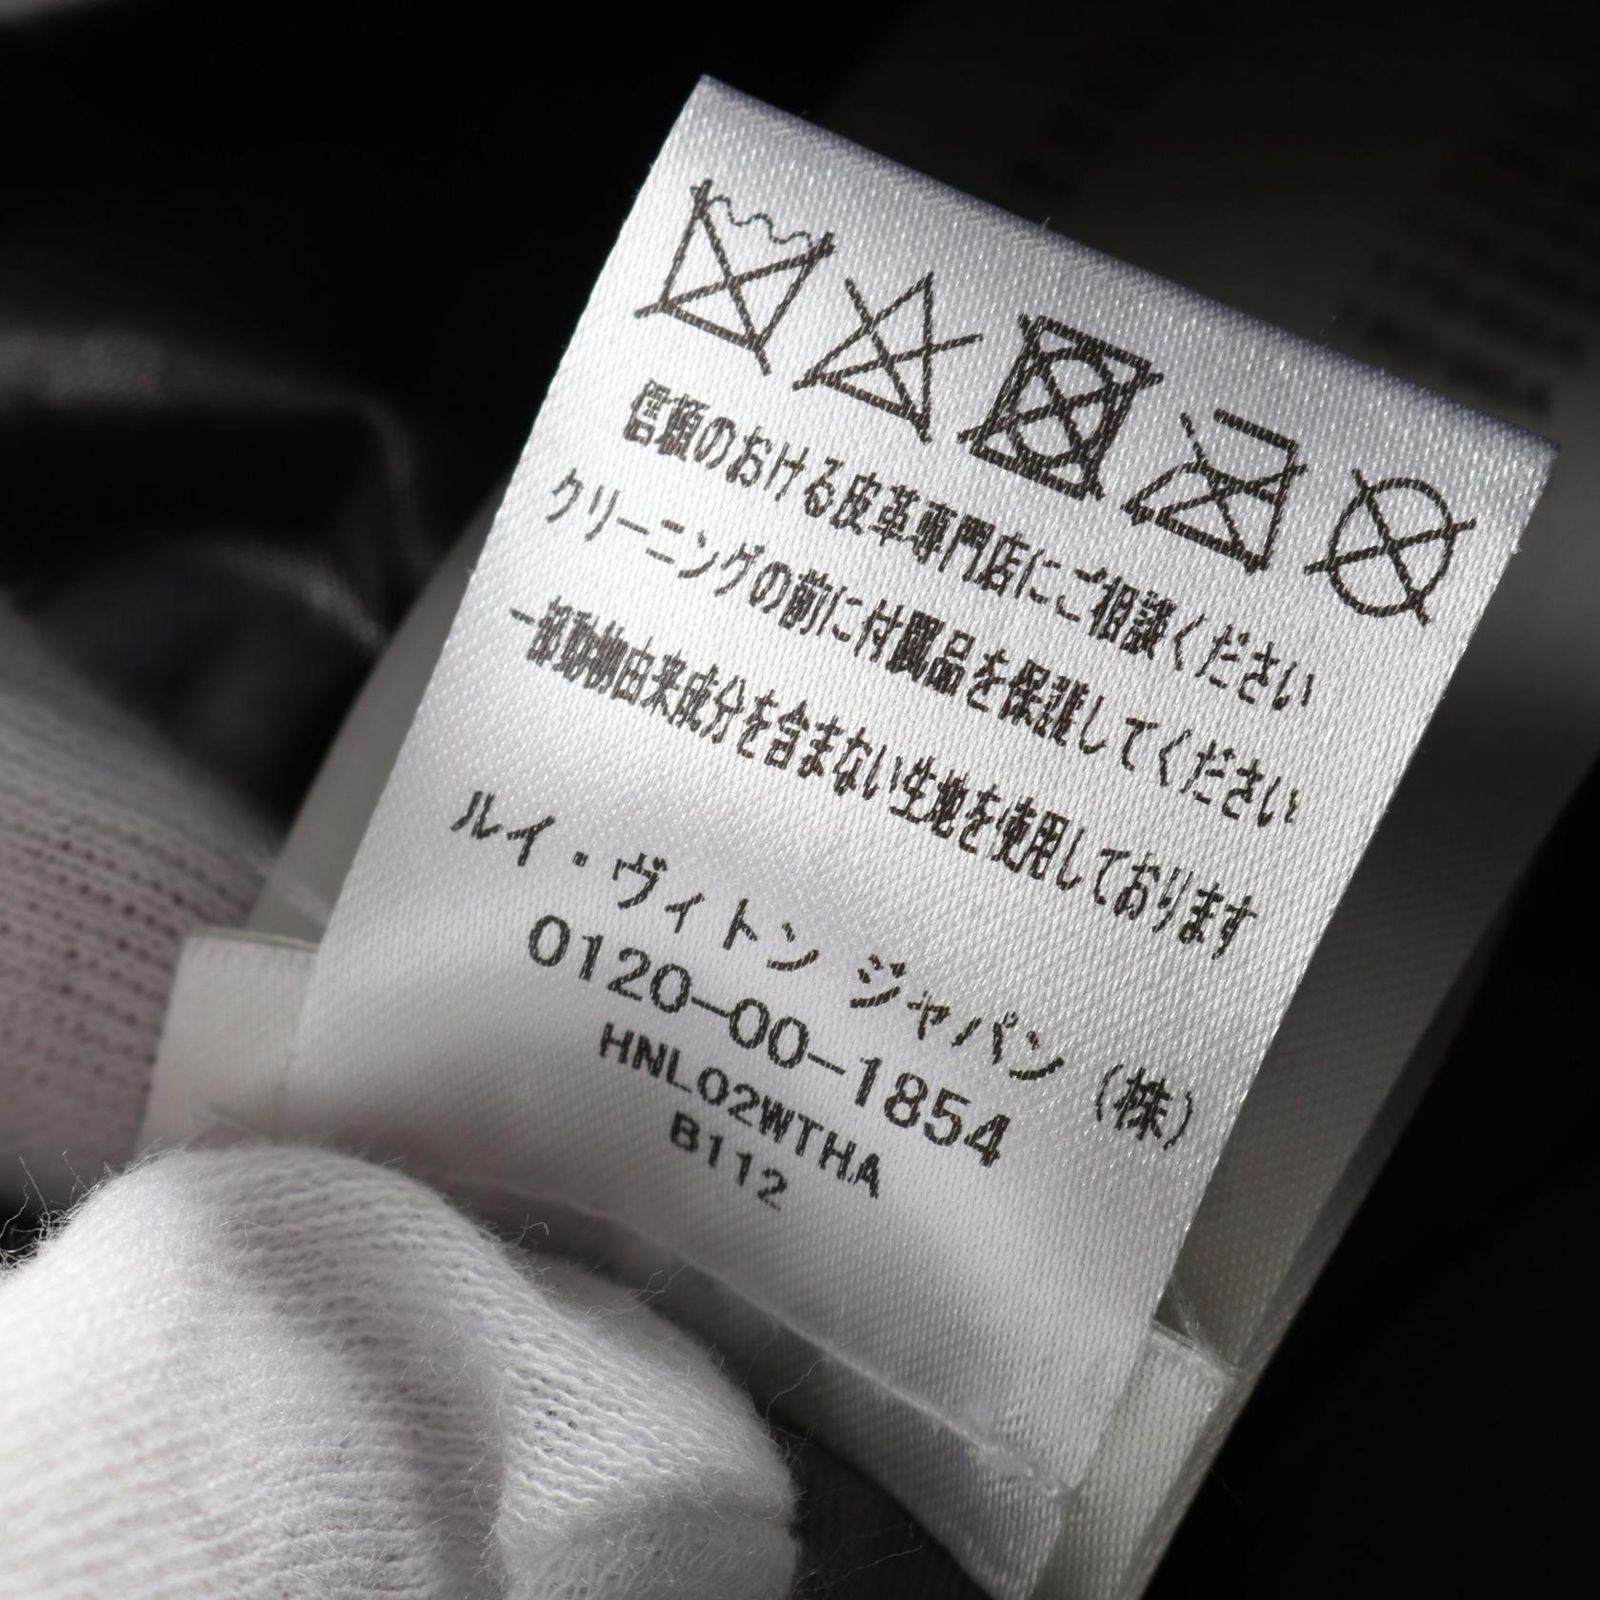 信頼のおける皮革専門店にご相談ください
クリーニングの前に付属品を保護してください
一部動物由来成分を含まない生地を使用しております
ルイ・ヴィトン ジャパン (株)
0120-00-1854
HNL02WTHA
B112